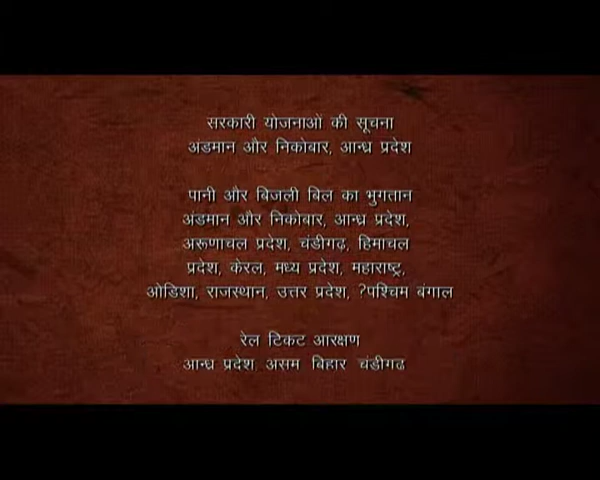 सरकारी योजनाओं की सूचना
अंडमान और निकोबार, आन्ध्र प्रदेश
पानी और बिजली बिल का भुगतान
अंडमान और निकोबार, आन्ध्र प्रदेश,
अरूणाचल प्रदेश, चंडीगढ़, हिमाचल
प्रदेश, केरल, मध्य प्रदेश, महाराष्ट्र,
ओडिशा, राजस्थान, उत्तर प्रदेश, ?पश्चिम बंगाल
रेल टिकट आरक्षण
आन्ध्र प्रदेश असम बिहार चंडीगढ